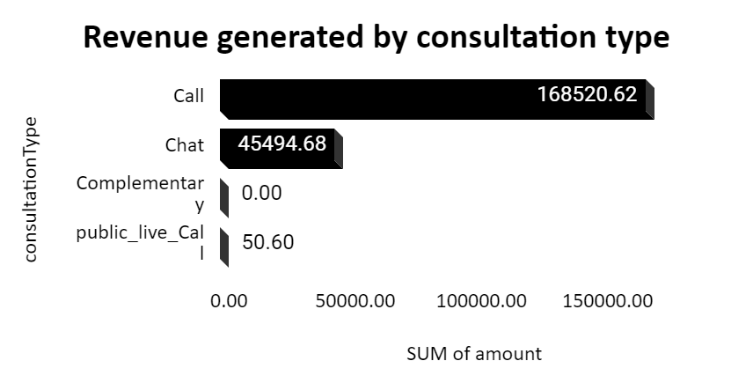 Revenue generated by consultation type
consultationType
Call
168520.62
Chat
45494.68
Complementar
y
0.00
public_live_Cal
l
50.60
0.00 50000.00 100000.00 150000.00
SUM of amount